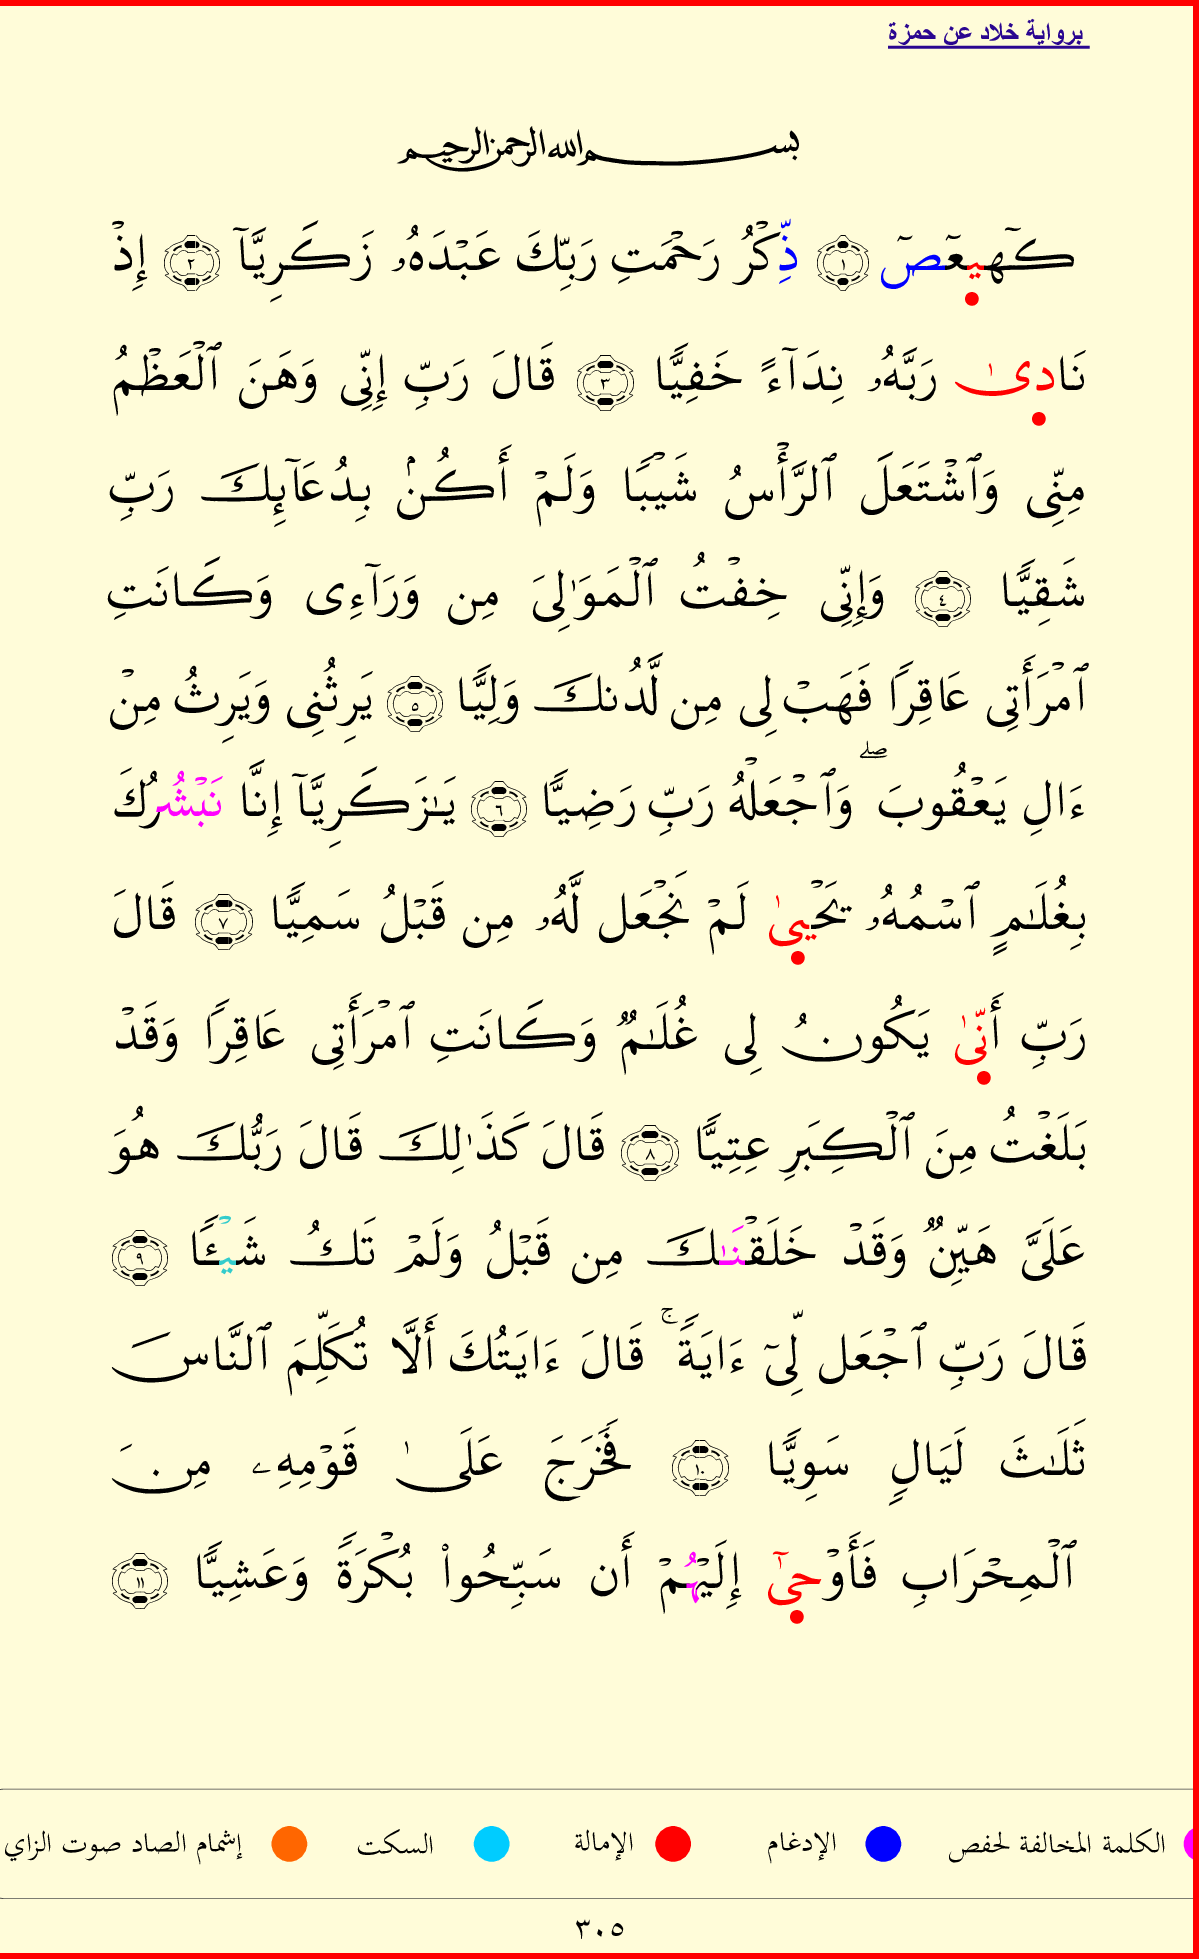 برواية خلاد عن حمزة
بسم الله الرحمن الرحيم
كٓهيعٓصٓ ١ ذِّكْرُ رَحْمَتِ رَبِّكَ عَبْدَهُۥ زَكَرِيَّآ ٢ إِذْ
نَادِىٰ رَبَّهُۥ نِدَآءً خَفِيًّا ٣ قَالَ رَبِّ إِنِّى وَهَنَ ٱلْعَظْمُ
مِنِّى وَٱشْتَعَلَ ٱلرَّأْسُ شَيْبًا وَلَمْ أَكُنۢ بِدُعَآئِكَ رَبِّ
شَقِيًّا ٤ وَإِنِّى خِفْتُ ٱلْمَوَٰلِىَ مِن وَرَآءِى وَكَانَتِ
ٱمْرَأَتِى عَاقِرًا فَهَبْ لِى مِن لَّدُنكَ وَلِيًّا ٥ يَرِثُنِى وَيَرِثُ مِنْ
ءَالِ يَعْقُوبَ ۖ وَٱجْعَلْهُ رَبِّ رَضِيًّا ٦ يَـٰزَكَرِيَّآ إِنَّا نَبْشُرُكَ
بِغُلَـٰمٍ ٱسْمُهُۥ يَحْيِىٰ لَمْ نَجْعَل لَّهُۥ مِن قَبْلُ سَمِيًّا ٧ قَالَ
رَبِّ أَنِّىٰ يَكُونُ لِى غُلَـٰمٌ وَكَانَتِ ٱمْرَأَتِى عَاقِرًا وَقَدْ
بَلَغْتُ مِنَ ٱلْكِبَرِ عِتِيًّا ٨ قَالَ كَذَٰلِكَ قَالَ رَبُّكَ هُوَ
عَلَىَّ هَيِّنٌ وَقَدْ خَلَقْنَـٰكَ مِن قَبْلُ وَلَمْ تَكُ شَيْـًٔا ٩
قَالَ رَبِّ ٱجْعَل لِّىٓ ءَايَةً ۚ قَالَ ءَايَتُكَ أَلَّا تُكَلِّمَ ٱلنَّاسَ
ثَلَـٰثَ لَيَالٍ سَوِيًّا ١٠ فَخَرَجَ عَلَىٰ قَوْمِهِۦ مِنَ
ٱلْمِحْرَابِ فَأَوْحِىٰٓ إِلَيْهُمْ أَن سَبِّحُوا۟ بُكْرَةً وَعَشِيًّا ١١
الكلمة المخالفة لحفص الإدغام الإمالة السكت إشمام الصاد صوت الزاي
٣٠٥